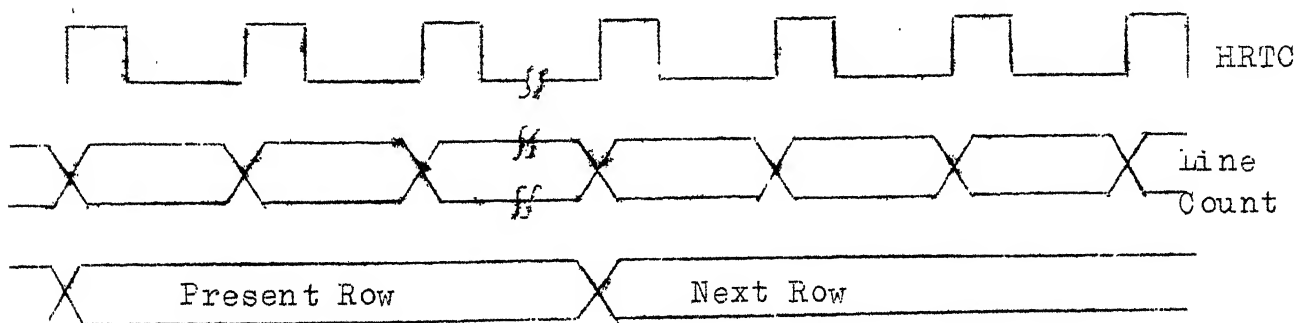 HRTC
Line
Count
Present Row
Next Row